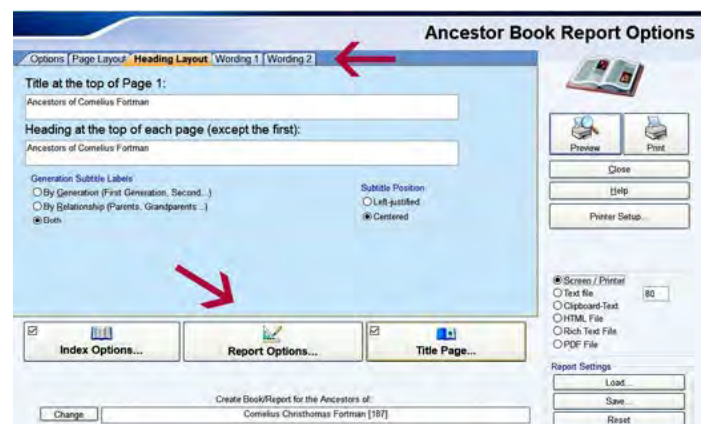 Ancestor Book Report Options
Options Page Layout Heading Layout Wording 1 Wording 2
Title at the top of Page 1:
Ancestors of Cornelius Fortman
Heading at the top of each page (except the first):
Ancestors of Cornelius Fortman
Generation Subtitle Labels
By Generation (First Generation, Second...)
By Relationship (Parents, Grandparents...)
Both
Subtitle Position
Left-justified
Centered
Preview Print
Close
Help
Printer Setup...
Screen / Printer
Text file 80
Clipboard-Text
HTML File
Rich Text File
PDF File
Index Options... Report Options... Title Page...
Report Settings
Load...
Save...
Reset
Create Book/Report for the Ancestors of:
Change Cornelius Christhomas Fortman [187]